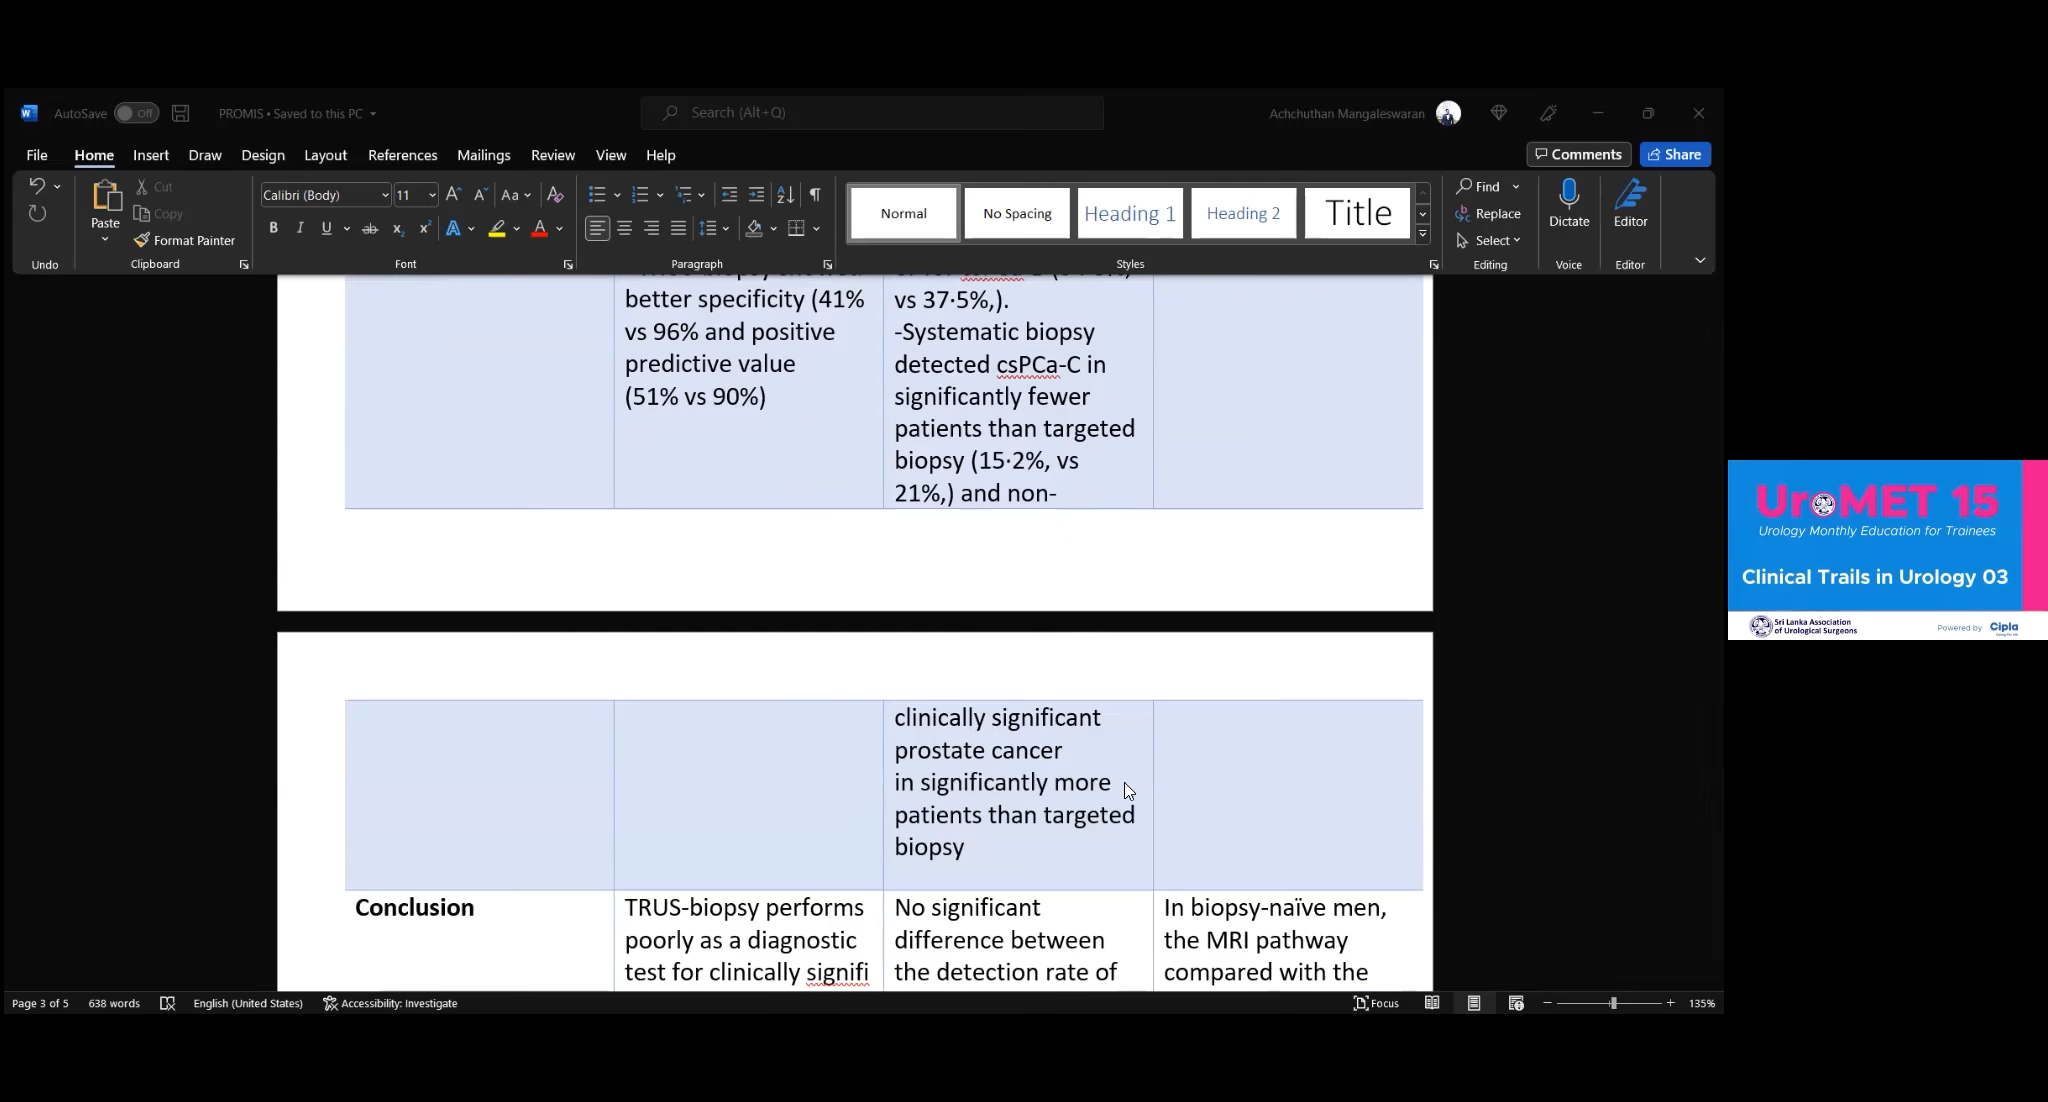 AutoSave Off PROMIS • Saved to this PC Search (Alt+Q) Achchuthan Mangaleswaran
File Home Insert Draw Design Layout References Mailings Review View Help Comments Share
Paste
Cut
Copy
Format Painter
Calibri (Body) 11
Normal No Spacing Heading 1 Heading 2 Title
Find
Replace
Select
Dictate
Editor
Undo Clipboard Font Paragraph Styles Editing Voice Editor
better specificity (41%
vs 96% and positive
predictive value
(51% vs 90%)
vs 37·5%,).
-Systematic biopsy
detected csPCa-C in
significantly fewer
patients than targeted
biopsy (15·2%, vs
21%,) and non-
clinically significant
prostate cancer
in significantly more
patients than targeted
biopsy
Conclusion
TRUS-biopsy performs
poorly as a diagnostic
test for clinically signifi
No significant
difference between
the detection rate of
In biopsy-naïve men,
the MRI pathway
compared with the
Page 3 of 5 638 words English (United States) Accessibility: Investigate Focus 135%
UroMET 15
Urology Monthly Education for Trainees
Clinical Trails in Urology 03
Sri Lanka Association
of Urological Surgeons
Powered by Cipla